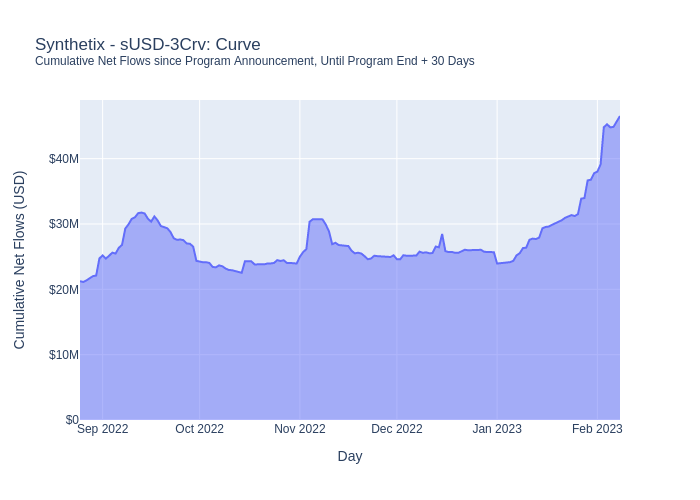 Synthetix - sUSD-3Crv: Curve
Cumulative Net Flows since Program Announcement, Until Program End + 30 Days
Cumulative Net Flows (USD)
$40M
$30M
$20M
$10M
$0
Sep 2022
Oct 2022
Nov 2022
Dec 2022
Jan 2023
Feb 2023
Day